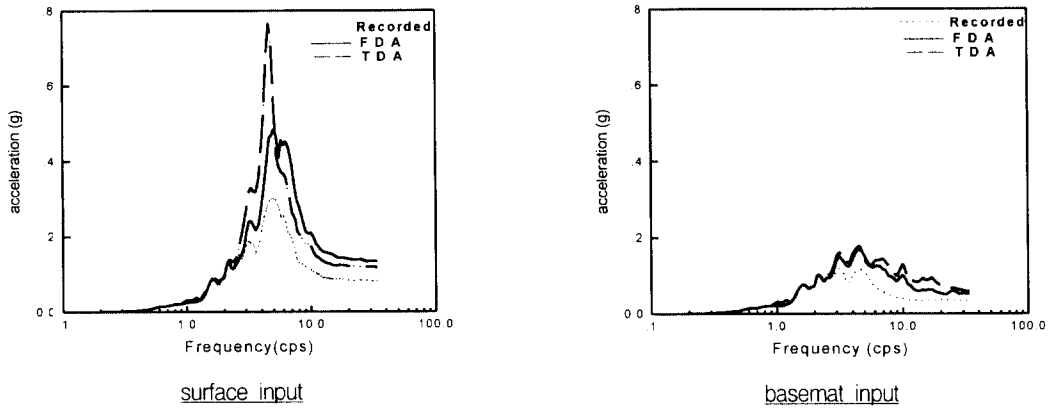 .8
Recorded
FDA
TDA
.6
acceleration (g)
.4
.2
0.0
.1
1.0
10.0
100.0
Frequency(cps)
surface input
.8
Recorded
FDA
TDA
.6
acceleration (g)
.4
.2
0.0
.1
1.0
10.0
100.0
Frequency (cps)
basemat input